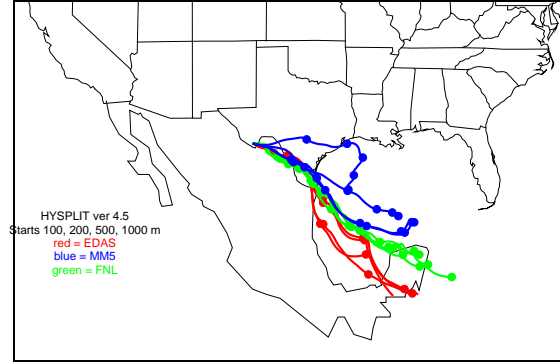 HYSPLIT ver 4.5
Starts 100, 200, 500, 1000 m
red = EDAS
blue = MM5
green = FNL